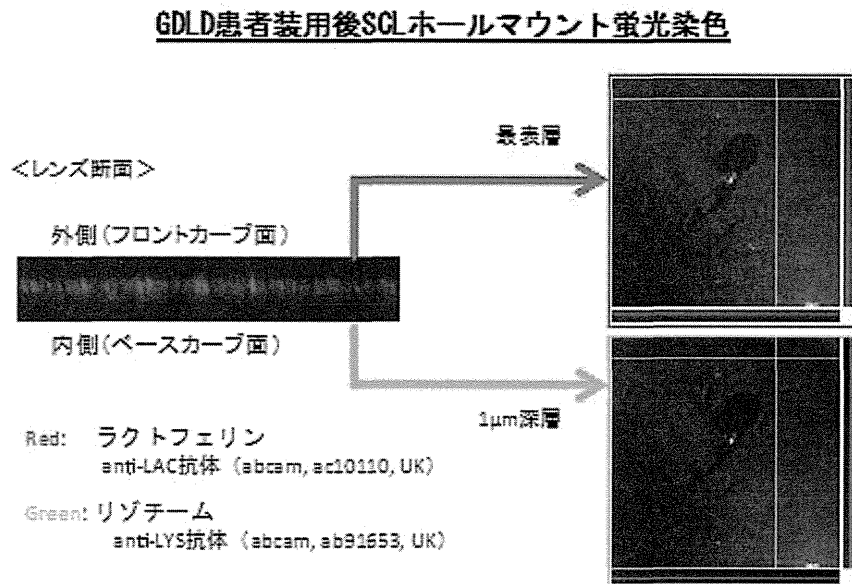 GDLD患者装用後SCLホールマウント蛍光染色
最表層
＜レンズ断面＞
外側(フロントカーブ面)
内側(ベースカーブ面)
1μm深層
Red: ラクトフェリン
anti-LAC抗体 (abcam, ac10110, UK)
Green: リゾチーム
anti-LYS抗体 (abcam, ab91653, UK)